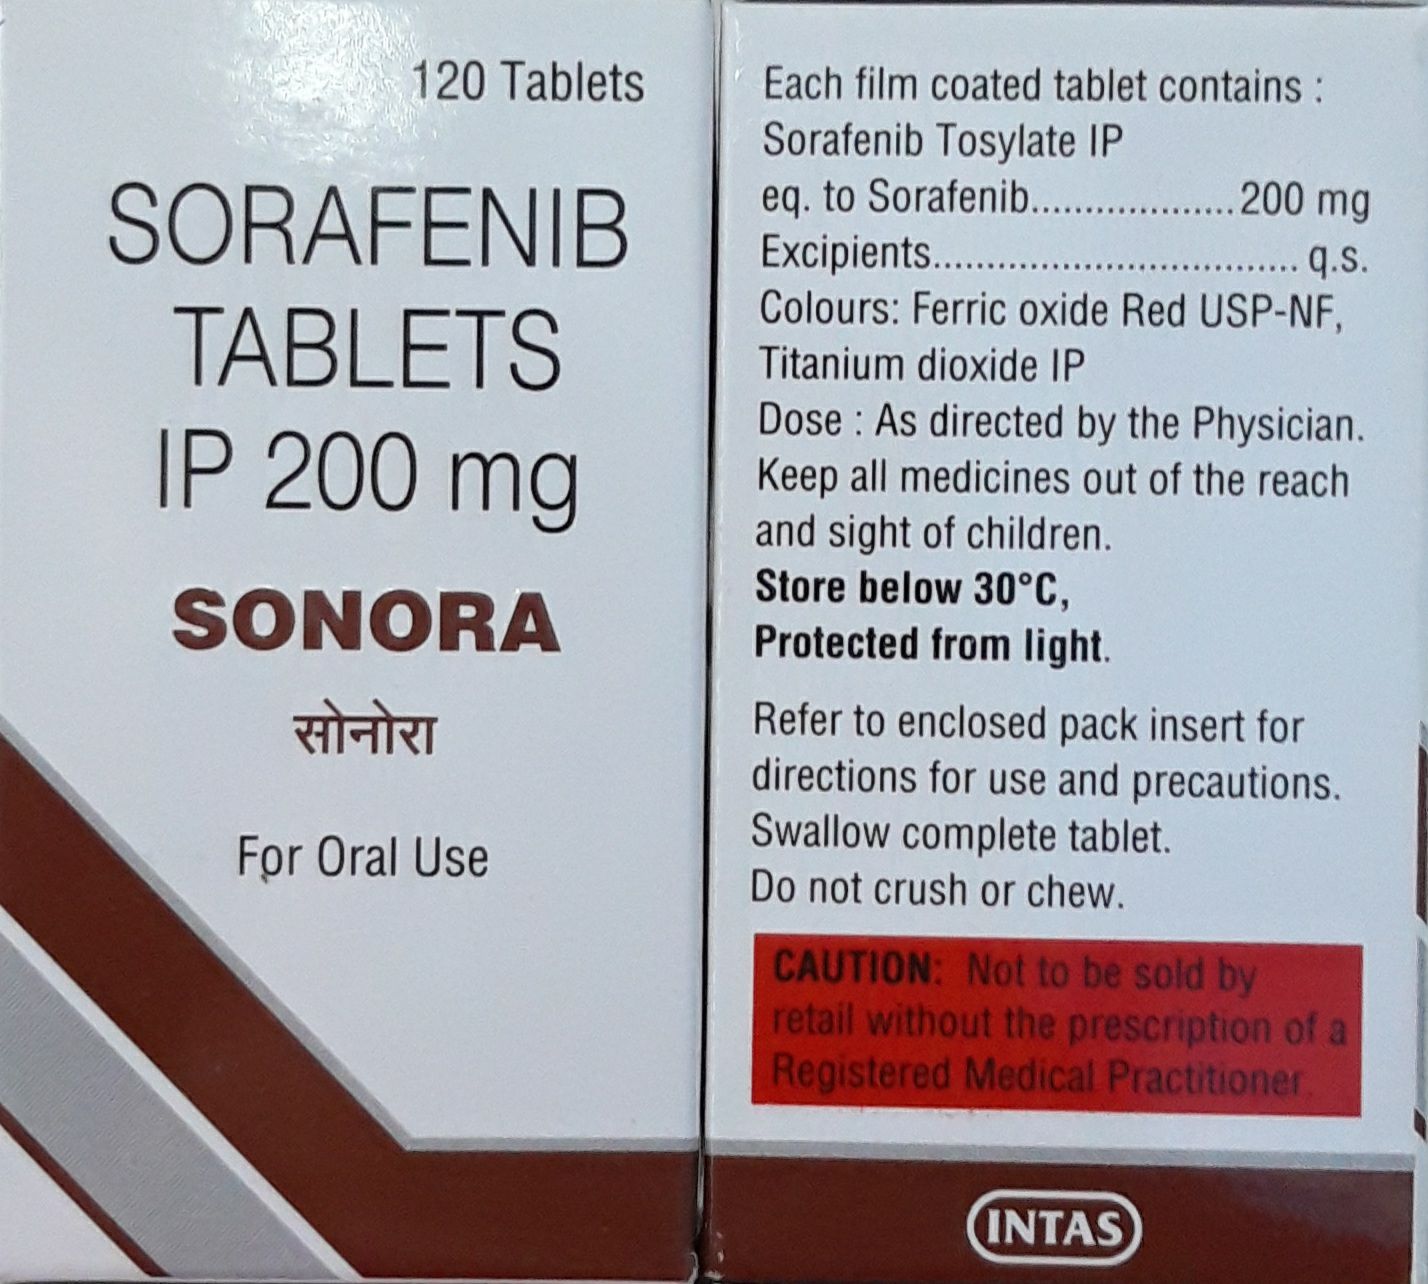 120 Tablets
SORAFENIB
TABLETS
IP 200 mg
SONORA
सोनोरा
For Oral Use
Each film coated tablet contains :
Sorafenib Tosylate IP
eq. to Sorafenib...................200 mg
Excipients.................................. q.s.
Colours: Ferric oxide Red USP-NF,
Titanium dioxide IP
Dose : As directed by the Physician.
Keep all medicines out of the reach
and sight of children.
Store below 30°C,
Protected from light.
Refer to enclosed pack insert for
directions for use and precautions.
Swallow complete tablet.
Do not crush or chew.
CAUTION: Not to be sold by
retail without the prescription of a
Registered Medical Practitioner.
INTAS